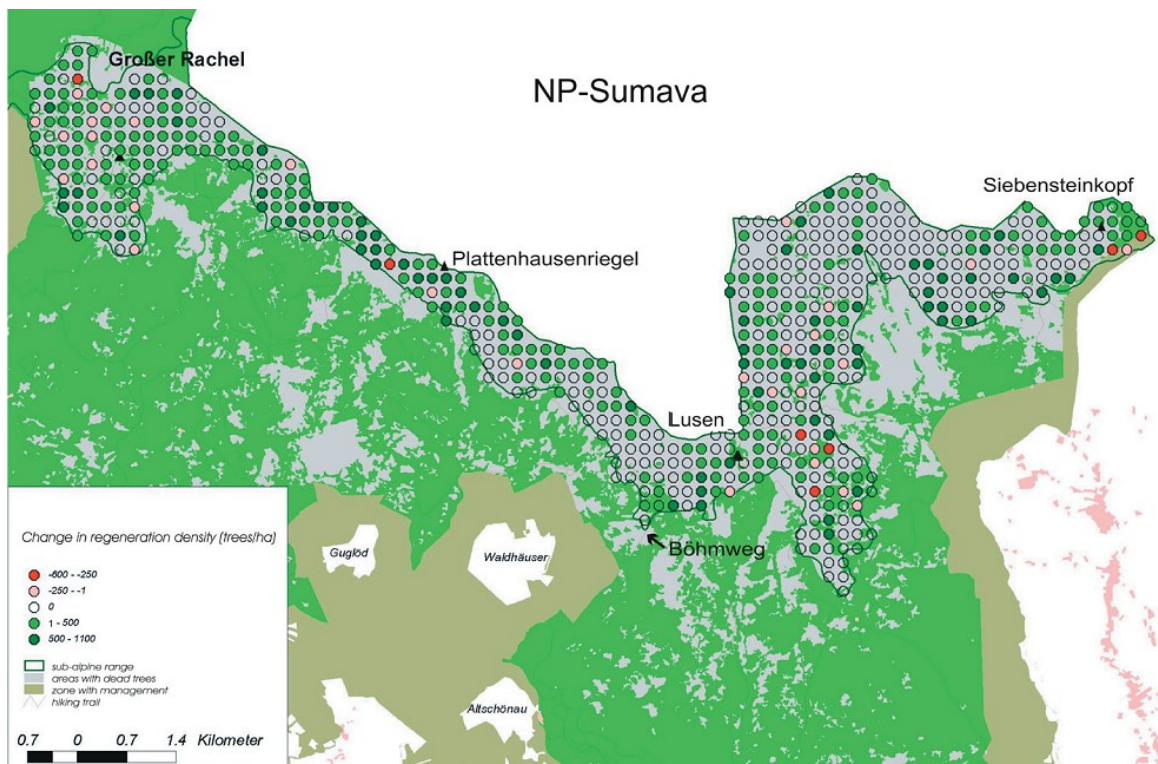 Großer Rachel
NP-Sumava
Siebensteinkopf
Plattenhausenriegel
Lusen
Böhmweg
Guglöd
Waldhäuser
Altschönau
Change in regeneration density (trees/ha)
-600 - -250
-250 - -1
0
1 - 500
500 - 1100
sub-alpine range
areas with dead trees
zone with management
hiking trail
0.7 0 0.7 1.4 Kilometer